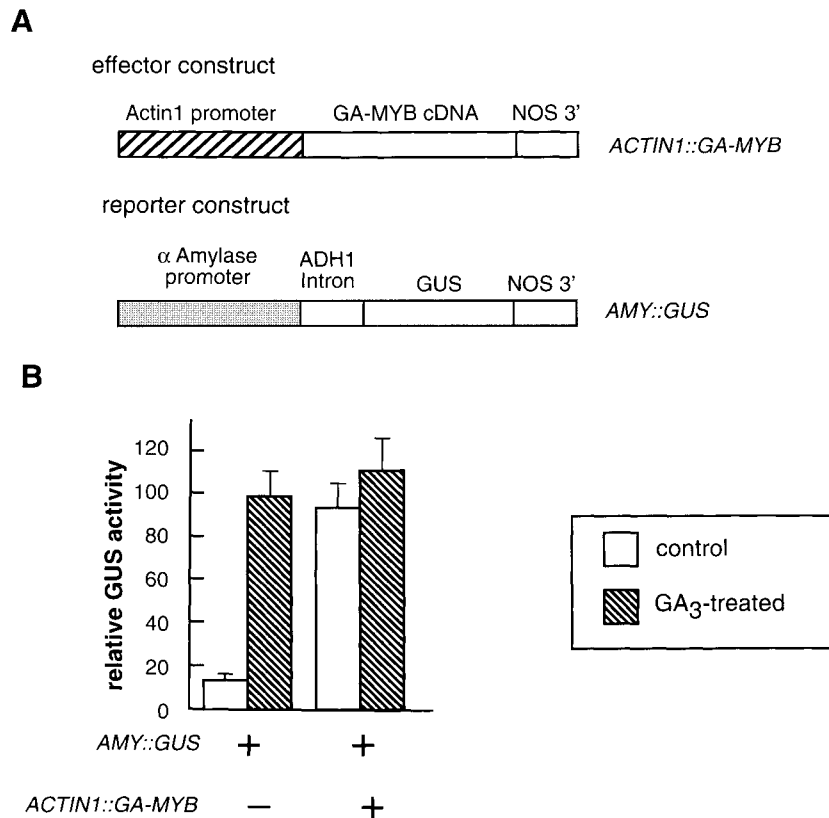 A
effector construct
Actin1 promoter GA-MYB cDNA NOS 3'
ACTIN1::GA-MYB
reporter construct
α Amylase
promoter
ADH1
Intron
GUS NOS 3'
AMY::GUS
B
relative GUS activity
120
100
80
60
40
20
0
control
GA3-treated
AMY::GUS + +
ACTIN1::GA-MYB − +